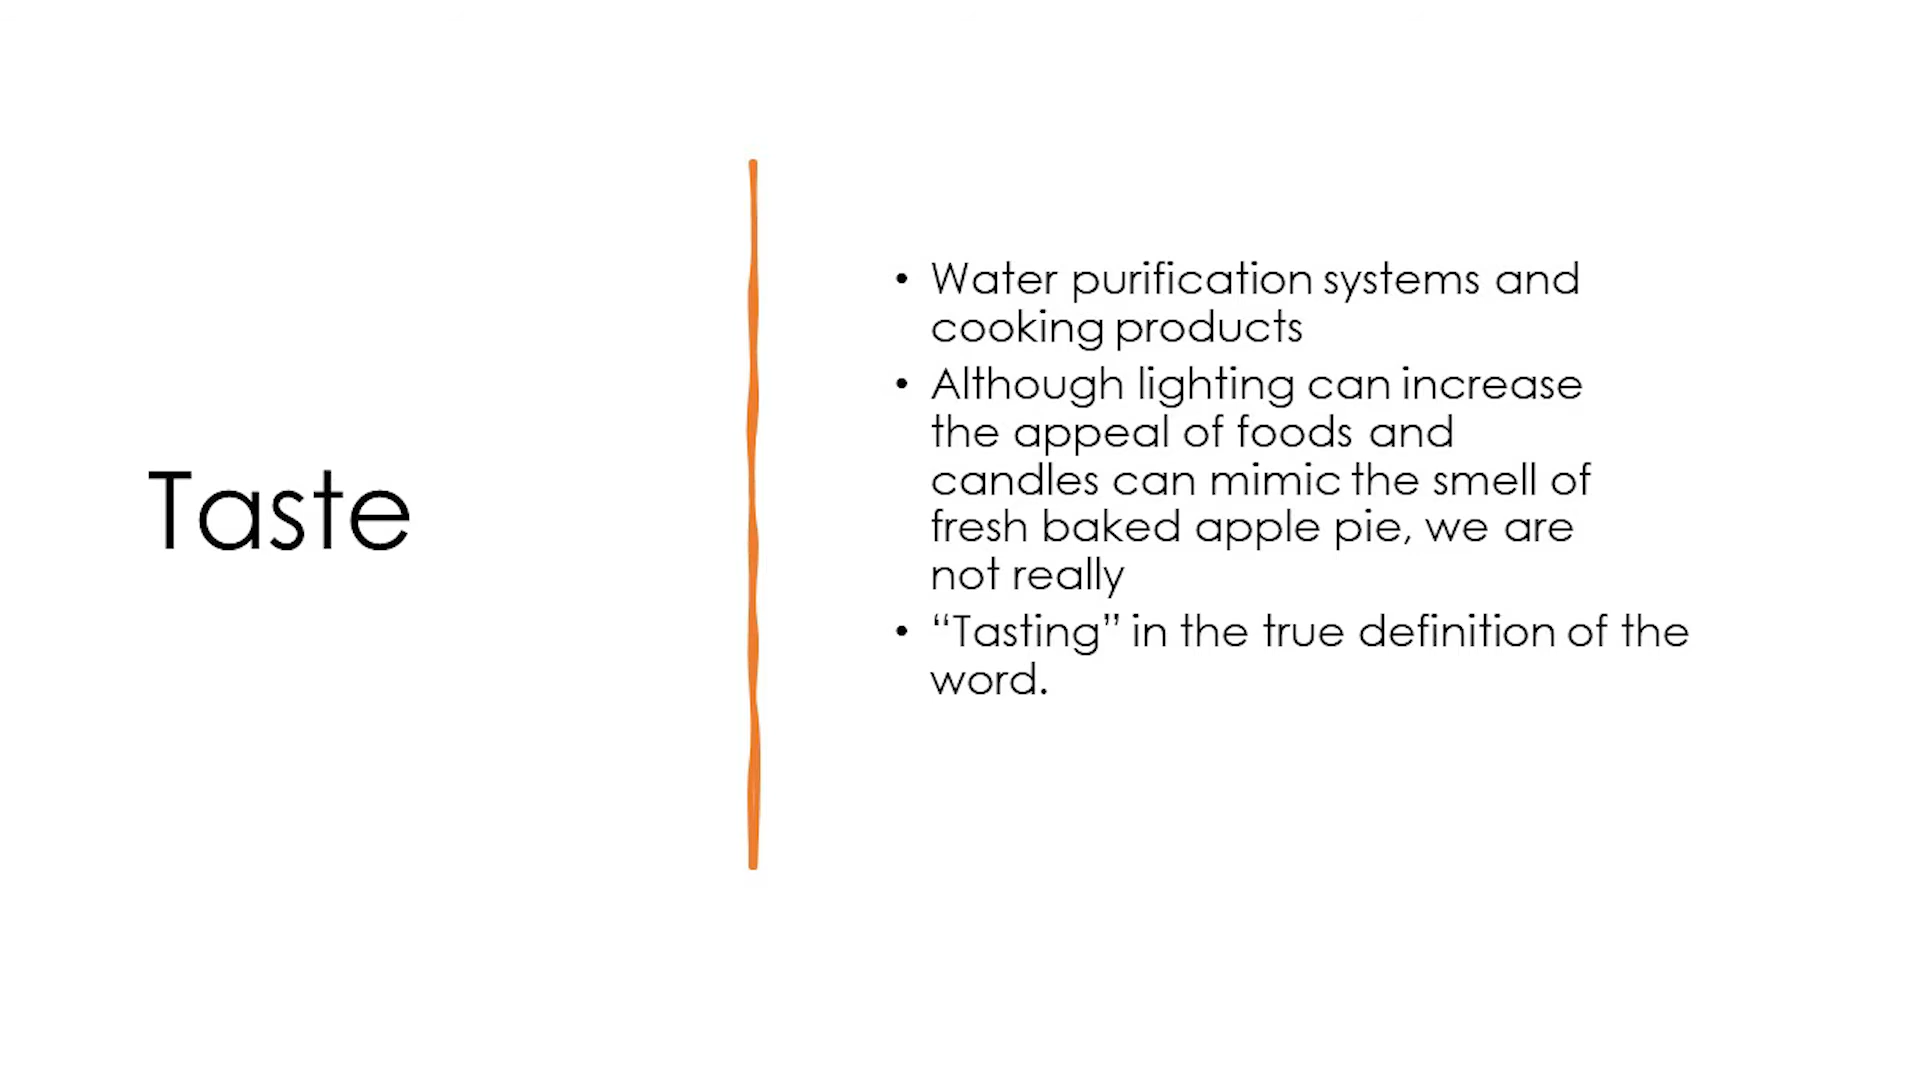 Taste
• Water purification systems and
cooking products
• Although lighting can increase
the appeal of foods and
candles can mimic the smell of
fresh baked apple pie, we are
not really
• “Tasting” in the true definition of the
word.